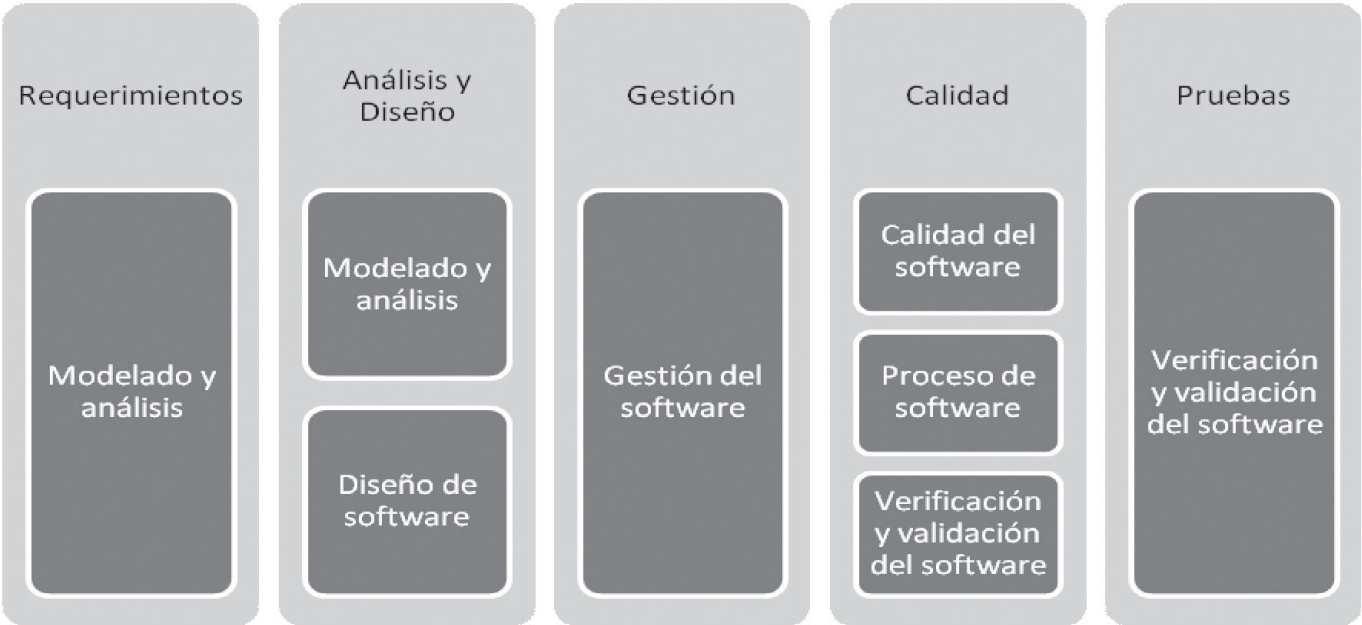 Requerimientos
Modelado y
análisis
Análisis y
Diseño
Modelado y
análisis
Diseño de
software
Gestión
Gestión del
software
Calidad
Calidad del
software
Proceso de
software
Verificación
y validación
del software
Pruebas
Verificación
y validación
del software